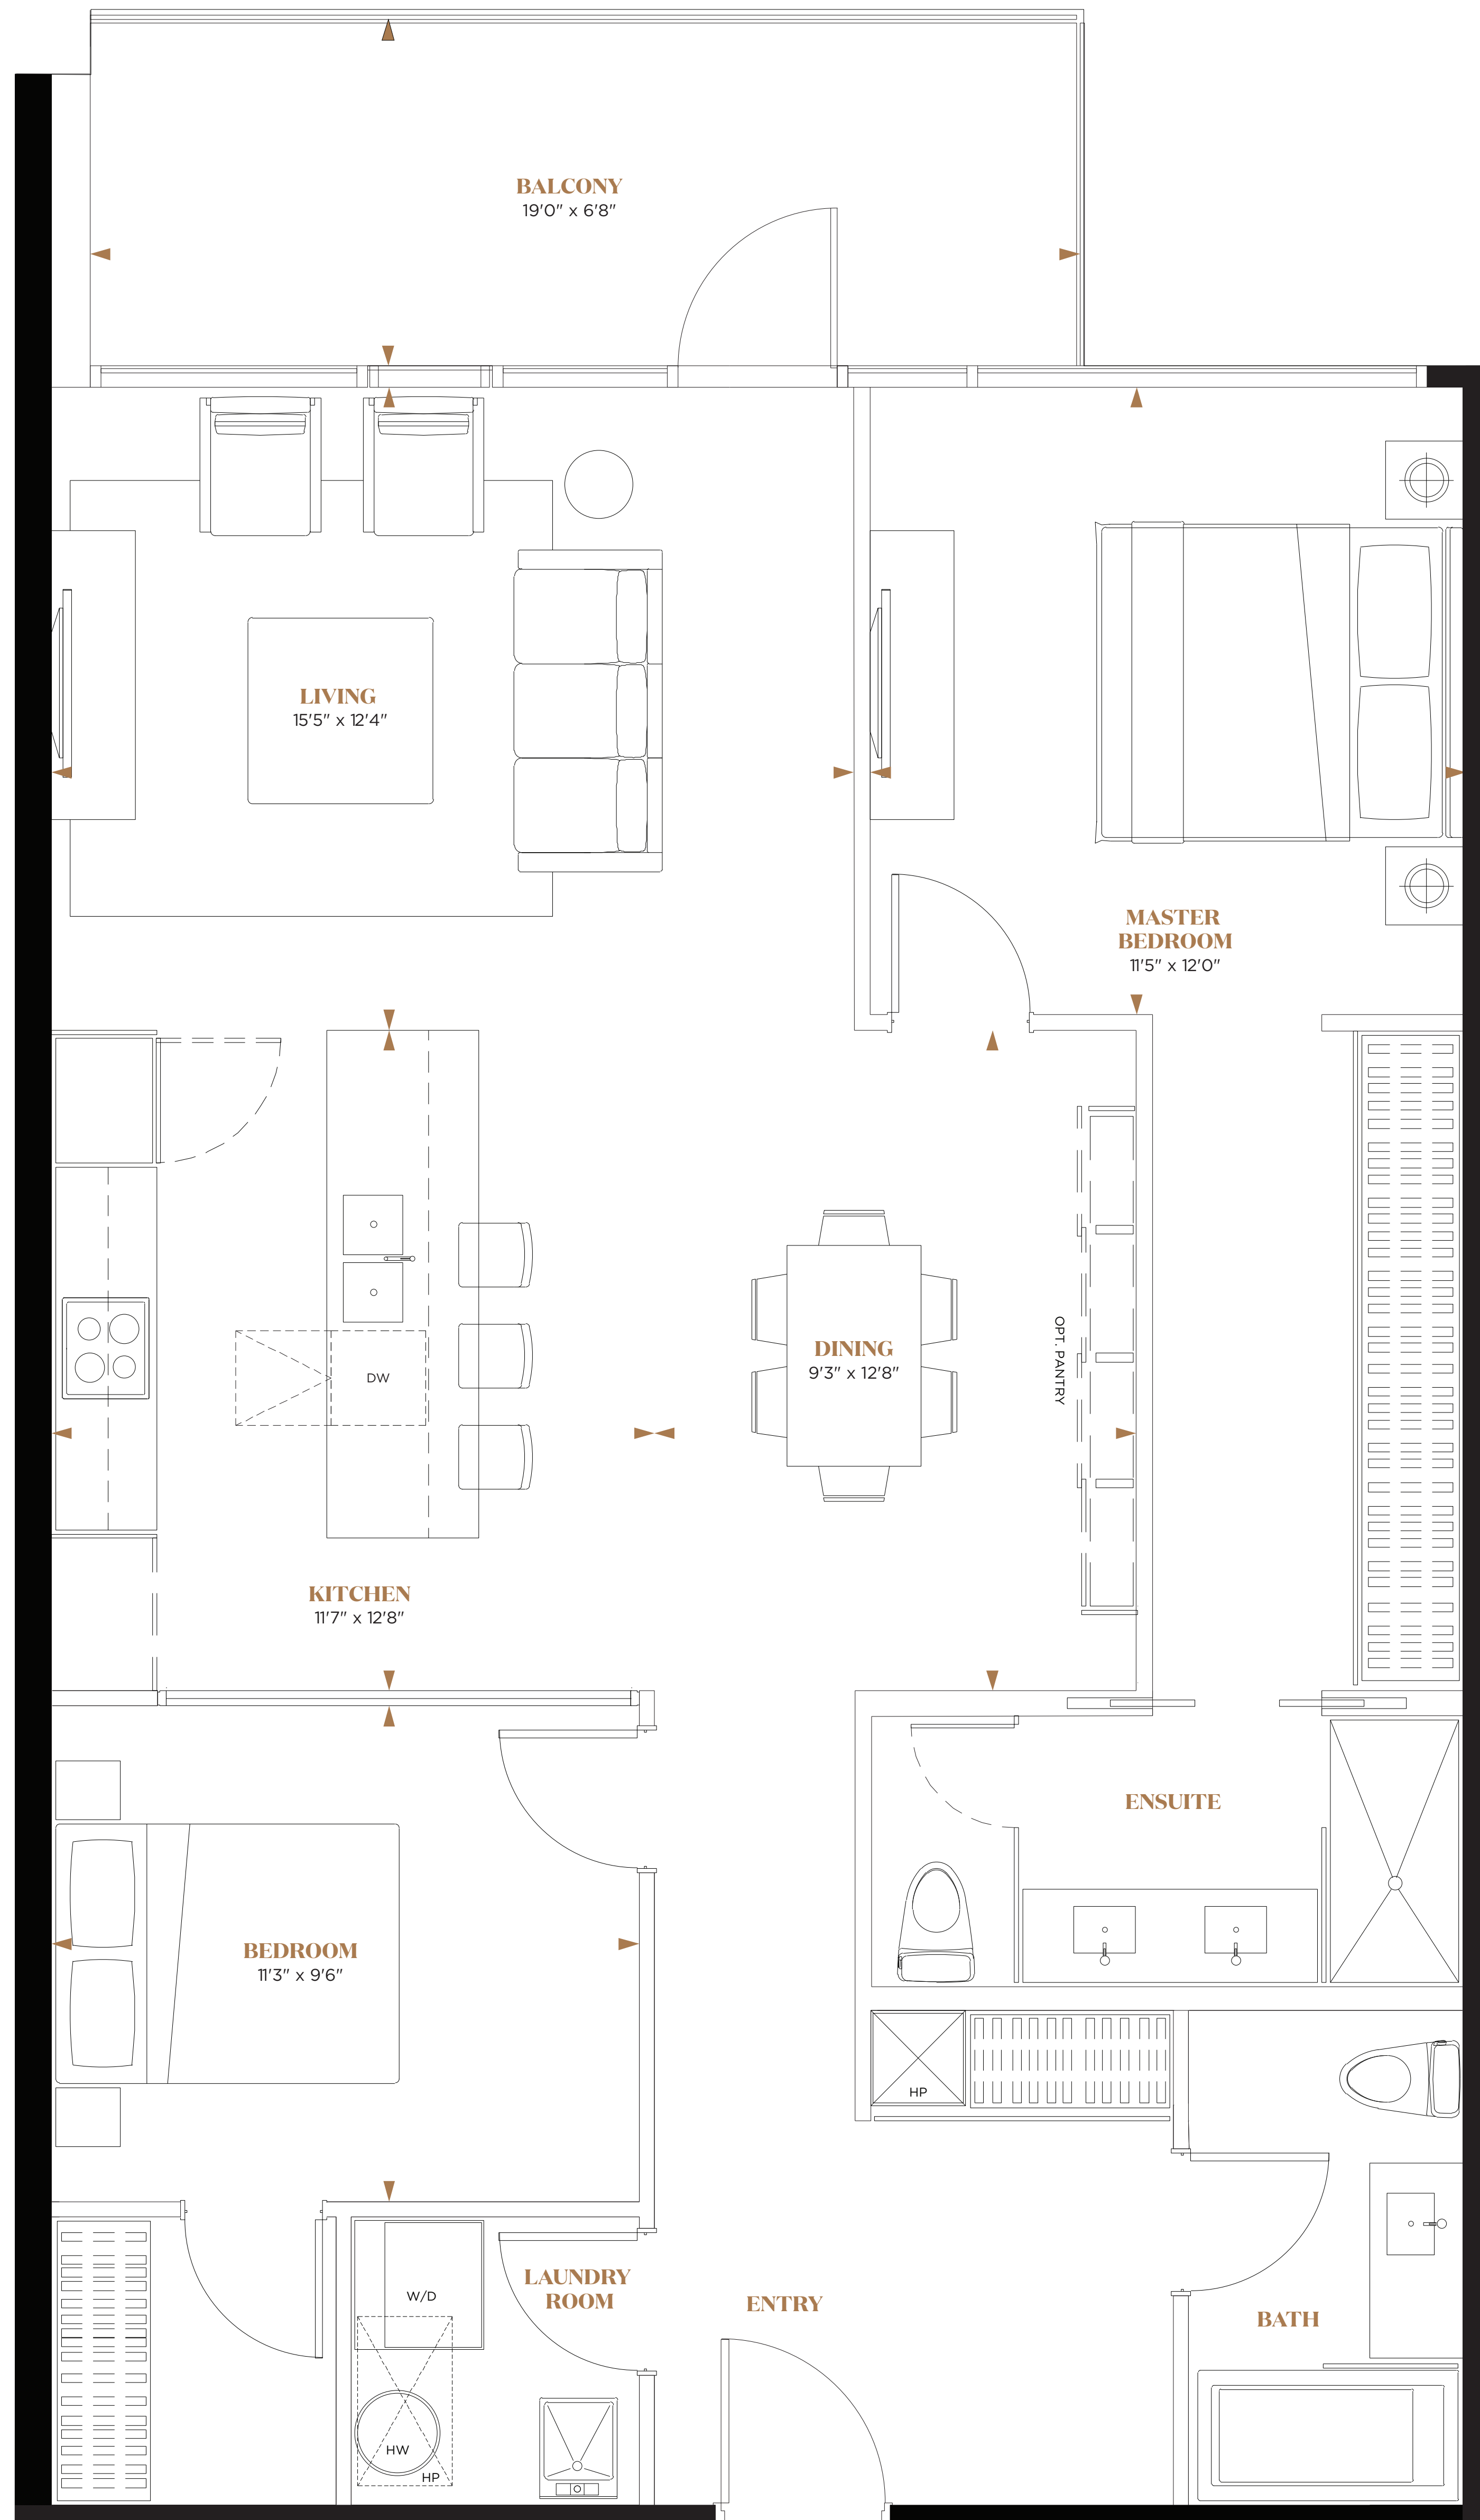 BALCONY
19'0" x 6'8"
LIVING
15'5" x 12'4"
MASTER
BEDROOM
11'5" x 12'0"
DINING
9'3" x 12'8"
OPT. PANTRY
DW
KITCHEN
11'7" x 12'8"
ENSUITE
BEDROOM
11'3" x 9'6"
HP
LAUNDRY
ROOM
W/D
ENTRY
BATH
HW
HP